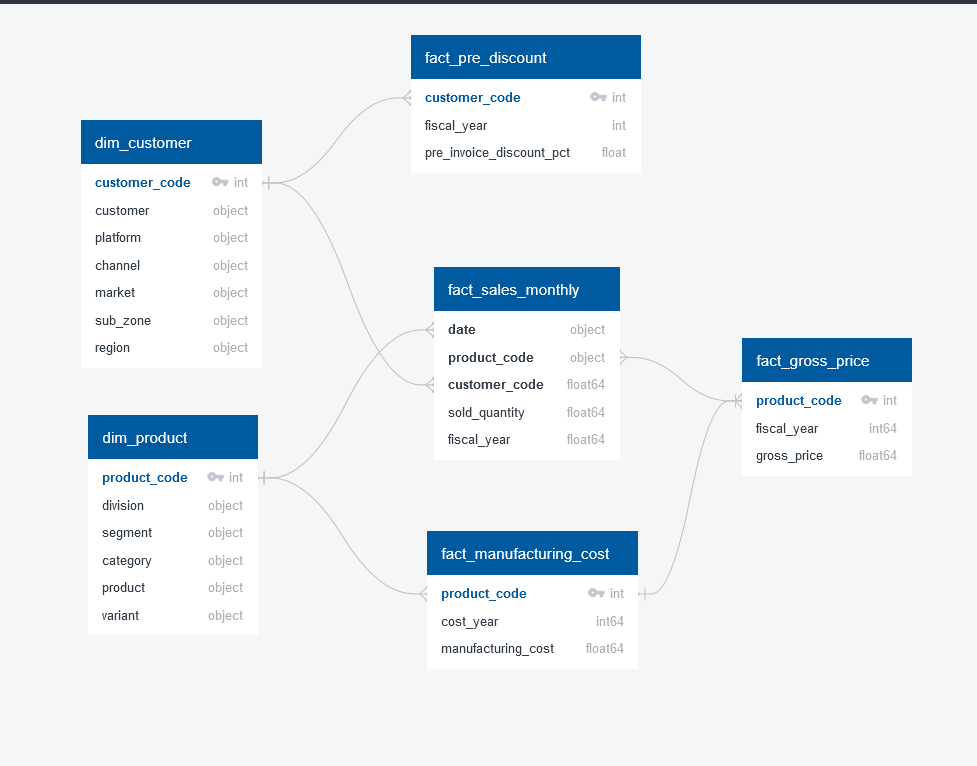 fact_pre_discount
customer_code int
fiscal_year int
pre_invoice_discount_pct float
dim_customer
customer_code int
customer object
platform object
channel object
market object
sub_zone object
region object
fact_sales_monthly
date object
product_code object
customer_code float64
sold_quantity float64
fiscal_year float64
fact_gross_price
product_code int
fiscal_year int64
gross_price float64
dim_product
product_code int
division object
segment object
category object
product object
variant object
fact_manufacturing_cost
product_code int
cost_year int64
manufacturing_cost float64